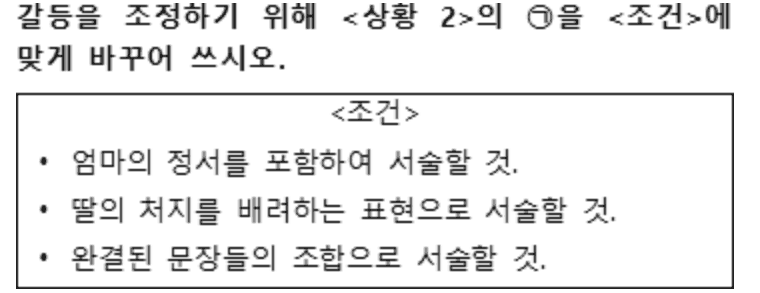 갈등을 조정하기 위해 <상황 2>의 ㉠을 <조건>에
맞게 바꾸어 쓰시오.
<조건>
• 엄마의 정서를 포함하여 서술할 것.
• 딸의 처지를 배려하는 표현으로 서술할 것.
• 완결된 문장들의 조합으로 서술할 것.